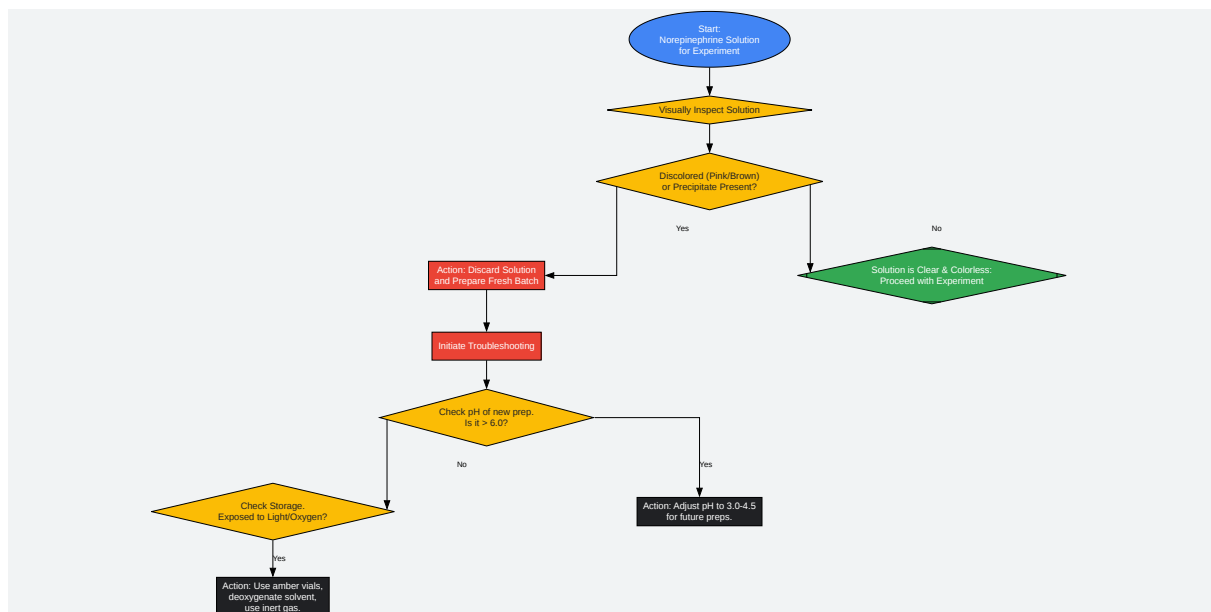 Start:
Norepinephrine Solution
for Experiment
Visually Inspect Solution
Discolored (Pink/Brown)
or Precipitate Present?
Yes
No
Action: Discard Solution
and Prepare Fresh Batch
Solution is Clear & Colorless:
Proceed with Experiment
Initiate Troubleshooting
Check pH of new prep.
Is it > 6.0?
No
Yes
Check Storage.
Exposed to Light/Oxygen?
Action: Adjust pH to 3.0-4.5
for future preps.
Yes
Action: Use amber vials,
deoxygenate solvent,
use inert gas.